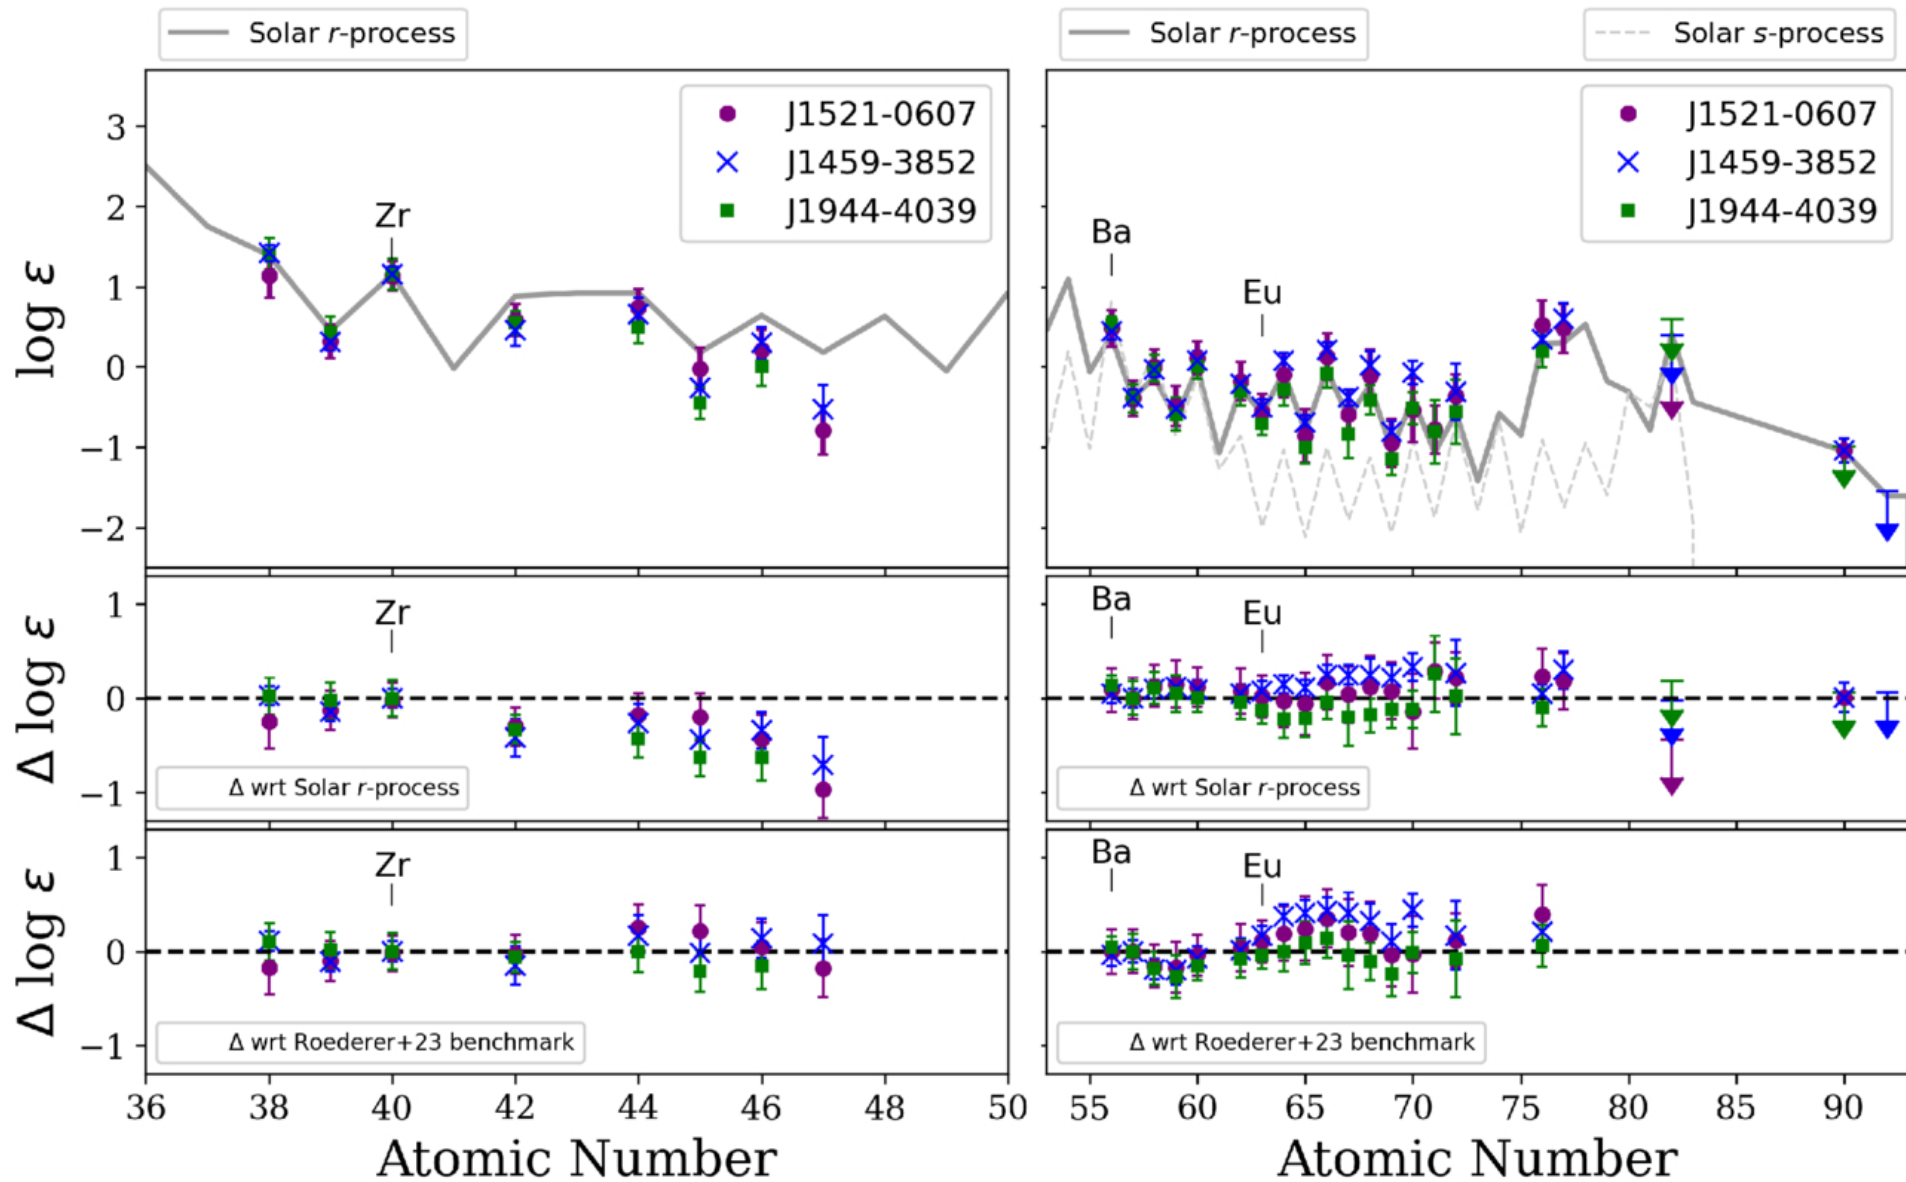 Solar r-process
Solar r-process
Solar s-process
J1521-0607
J1459-3852
J1944-4039
J1521-0607
J1459-3852
J1944-4039
log ε
3
2
1
0
−1
−2
Zr
Ba
Eu
Δ log ε
1
0
−1
Zr
Δ wrt Solar r-process
Ba
Eu
Δ wrt Solar r-process
Δ log ε
1
0
−1
Zr
Δ wrt Roederer+23 benchmark
Ba
Eu
Δ wrt Roederer+23 benchmark
36 38 40 42 44 46 48 50
55 60 65 70 75 80 85 90
Atomic Number
Atomic Number